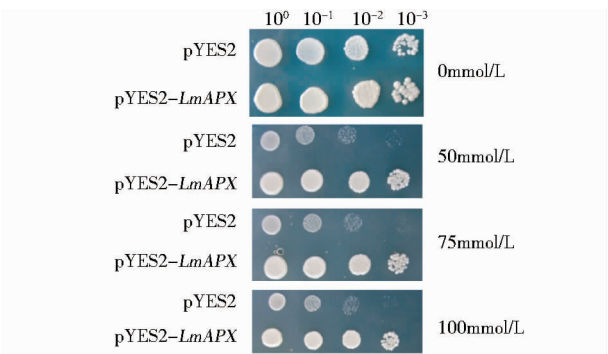 10⁰ 10⁻¹ 10⁻² 10⁻³
pYES2
0mmol/L
pYES2–LmAPX
pYES2
50mmol/L
pYES2–LmAPX
pYES2
75mmol/L
pYES2–LmAPX
pYES2
100mmol/L
pYES2–LmAPX